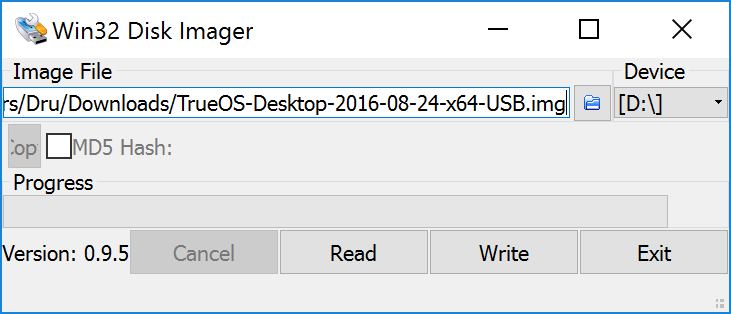 Win32 Disk Imager
Image File
Device
rs/Dru/Downloads/TrueOS-Desktop-2016-08-24-x64-USB.img
[D:\]
Copy
MD5 Hash:
Progress
Version: 0.9.5
Cancel
Read
Write
Exit